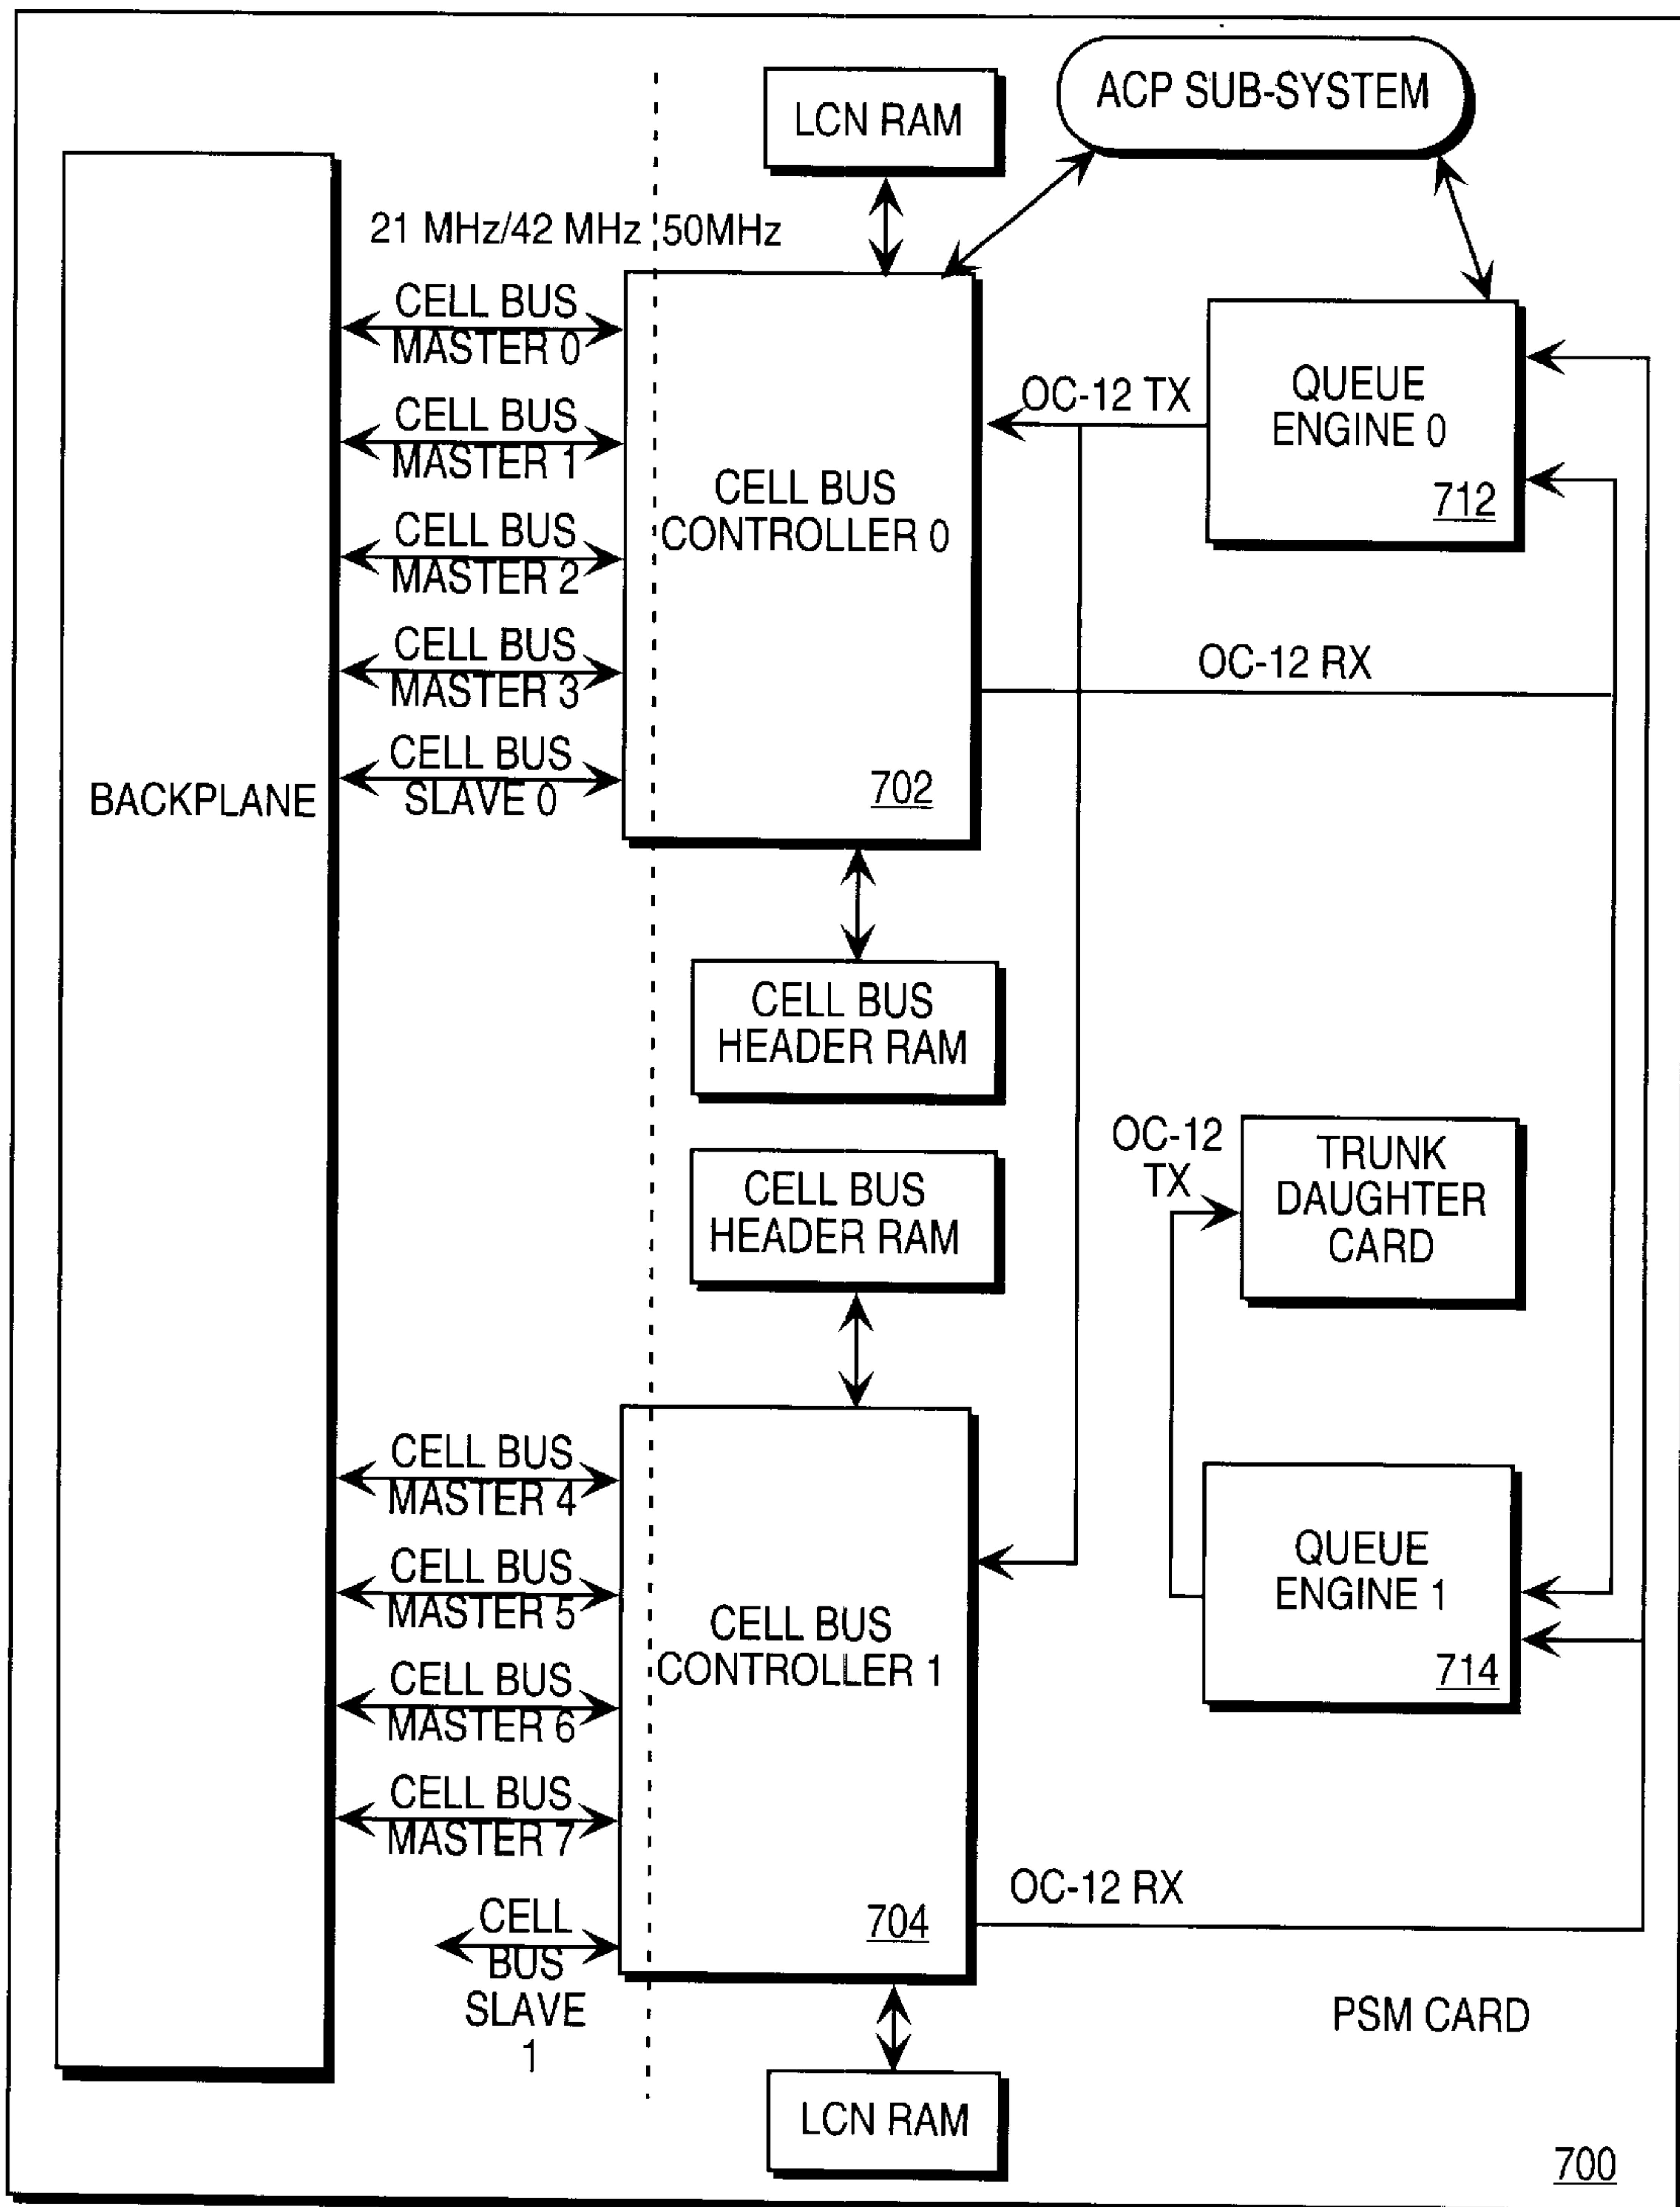 ACP SUB-SYSTEM
LCN RAM
21 MHz/42 MHz
50MHz
CELL BUS
MASTER 0
CELL BUS
MASTER 1
CELL BUS
MASTER 2
CELL BUS
MASTER 3
CELL BUS
SLAVE 0
BACKPLANE
CELL BUS
CONTROLLER 0
702
OC-12 TX
QUEUE
ENGINE 0
712
OC-12 RX
CELL BUS
HEADER RAM
CELL BUS
HEADER RAM
OC-12
TX
TRUNK
DAUGHTER
CARD
CELL BUS
MASTER 4
CELL BUS
MASTER 5
CELL BUS
MASTER 6
CELL BUS
MASTER 7
CELL
BUS
SLAVE
1
CELL BUS
CONTROLLER 1
704
QUEUE
ENGINE 1
714
OC-12 RX
PSM CARD
LCN RAM
700